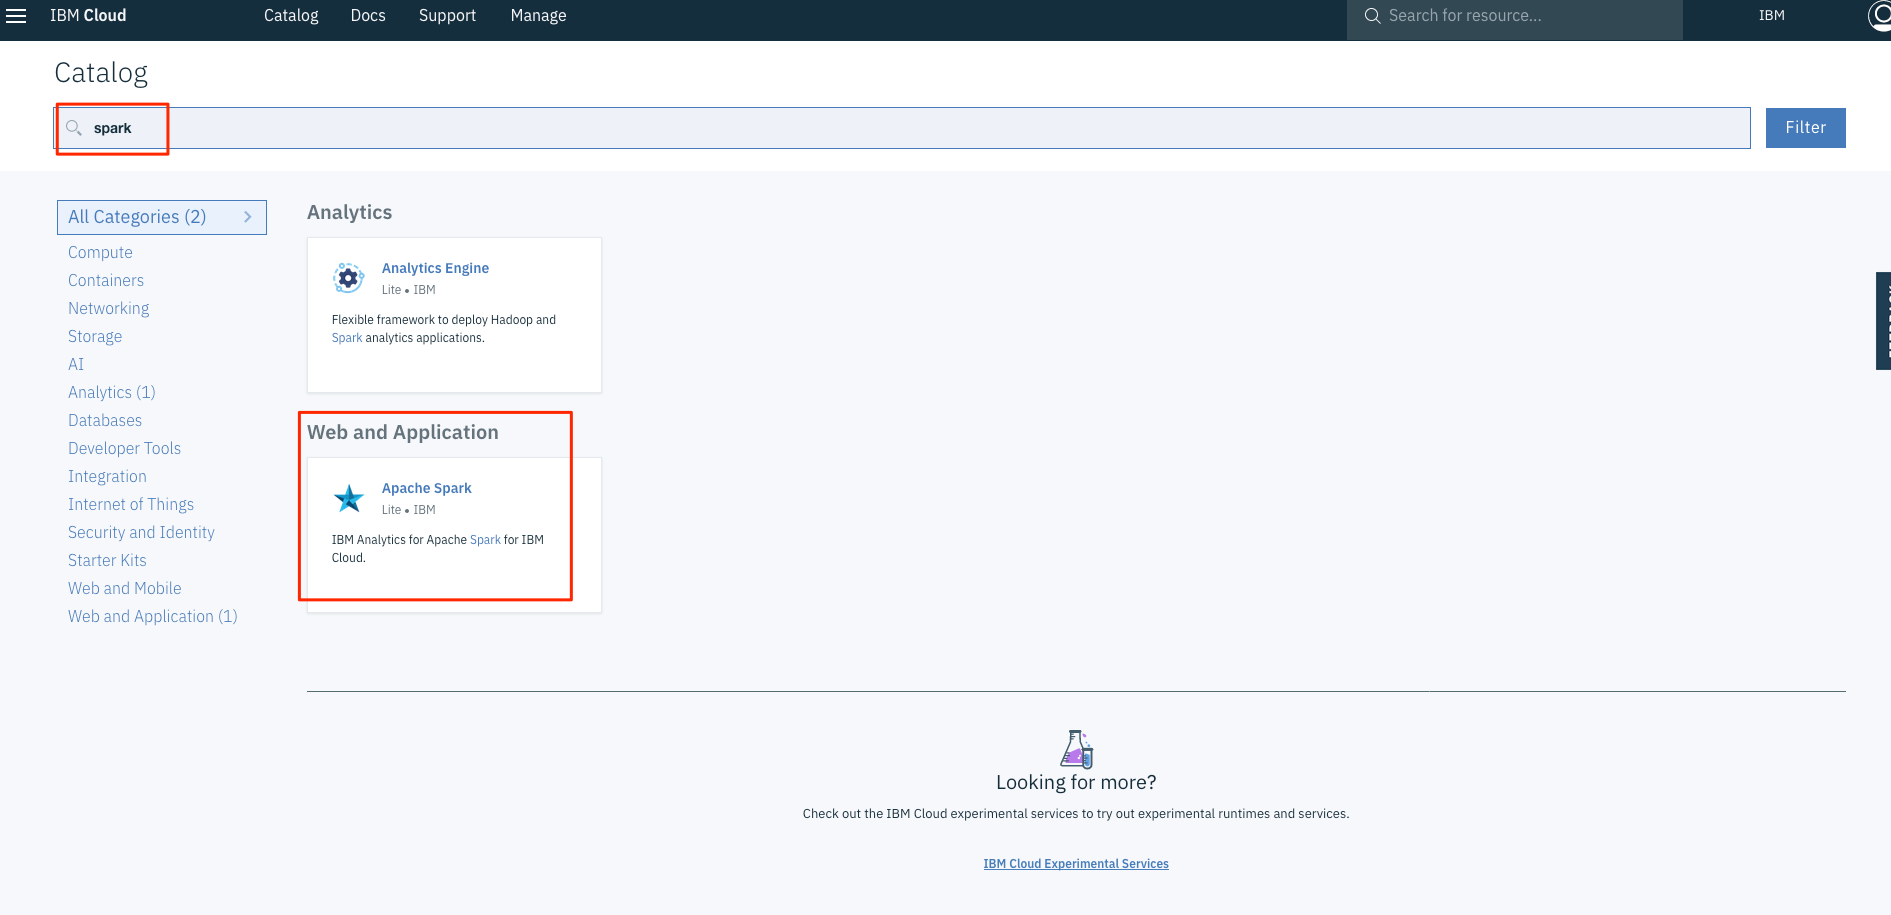 IBM Cloud Catalog Docs Support Manage Search for resource... IBM
Catalog
spark
Filter
All Categories (2)
Compute
Containers
Networking
Storage
AI
Analytics (1)
Databases
Developer Tools
Integration
Internet of Things
Security and Identity
Starter Kits
Web and Mobile
Web and Application (1)
Analytics
Analytics Engine
Lite • IBM
Flexible framework to deploy Hadoop and
Spark analytics applications.
Web and Application
Apache Spark
Lite • IBM
IBM Analytics for Apache Spark for IBM
Cloud.
Looking for more?
Check out the IBM Cloud experimental services to try out experimental runtimes and services.
IBM Cloud Experimental Services